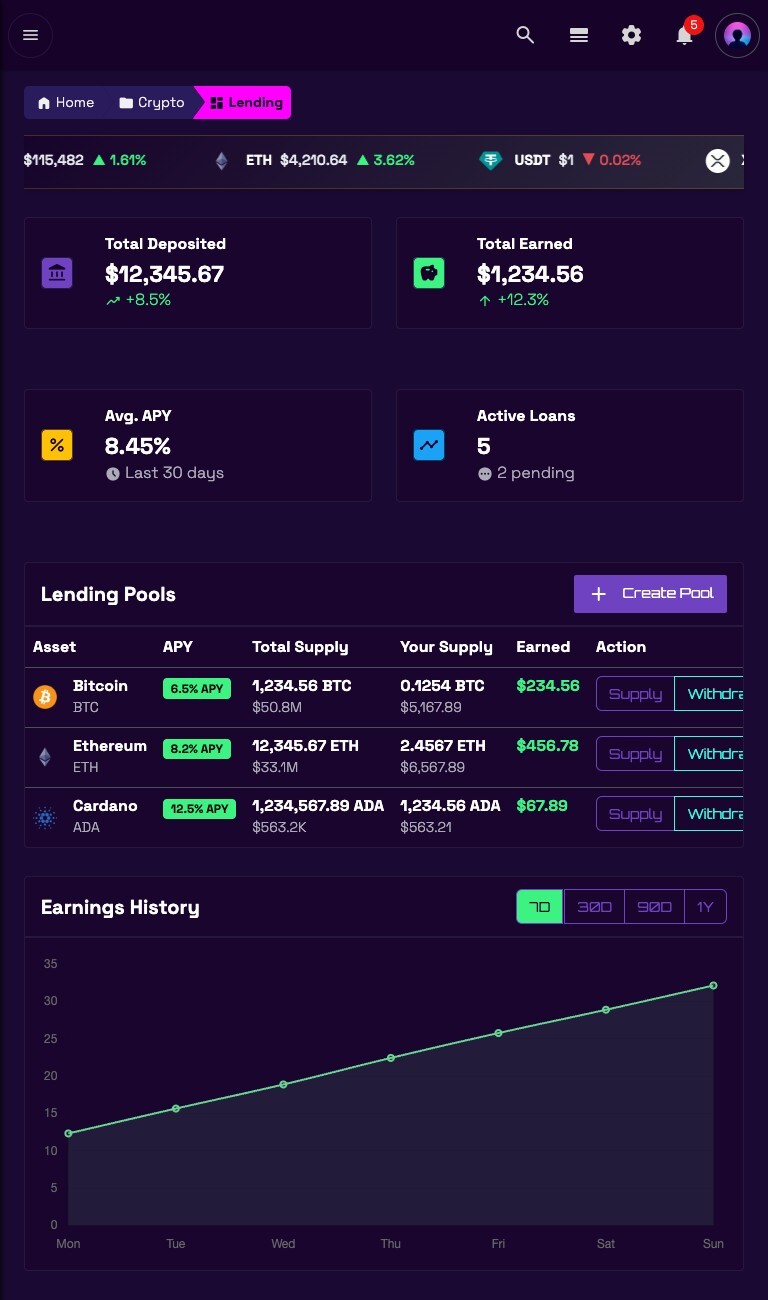 5
Home Crypto Lending
$115,482 1.61% ETH $4,210.64 3.62% USDT $1 0.02%
Total Deposited
$12,345.67
+8.5%
Total Earned
$1,234.56
+12.3%
Avg. APY
8.45%
Last 30 days
Active Loans
5
2 pending
Lending Pools
+ Create Pool
Asset APY Total Supply Your Supply Earned Action
Bitcoin 6.5% APY 1,234.56 BTC 0.1254 BTC $234.56 Supply Withdra
BTC $50.8M $5,167.89
Ethereum 8.2% APY 12,345.67 ETH 2.4567 ETH $456.78 Supply Withdra
ETH $33.1M $6,567.89
Cardano 12.5% APY 1,234,567.89 ADA 1,234.56 ADA $67.89 Supply Withdra
ADA $563.2K $563.21
Earnings History
7D 30D 90D 1Y
35
30
25
20
15
10
5
0
Mon Tue Wed Thu Fri Sat Sun